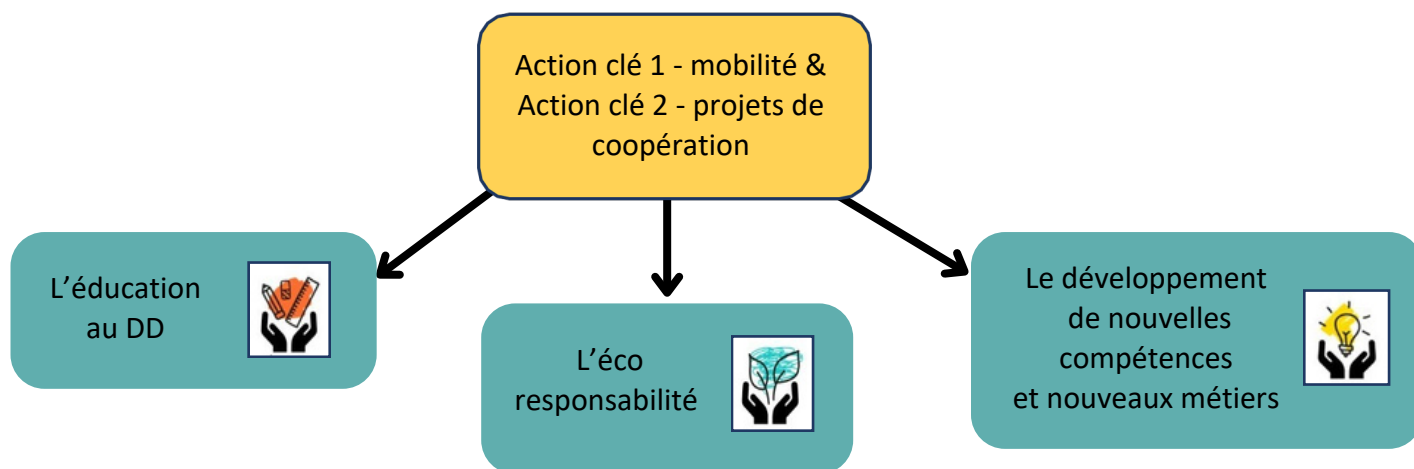 Action clé 1 - mobilité &
Action clé 2 - projets de
coopération
L’éducation
au DD
L’éco
responsabilité
Le développement
de nouvelles
compétences
et nouveaux métiers